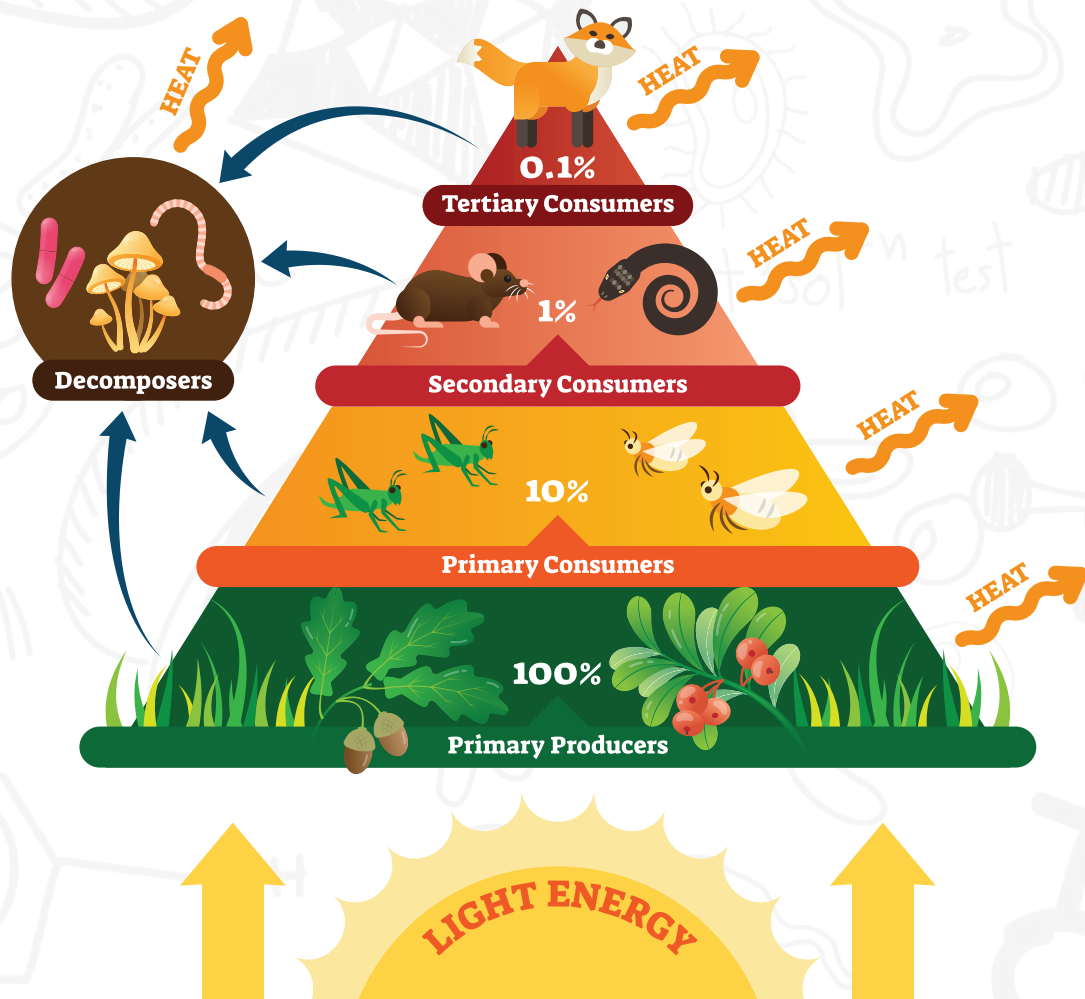 HEAT
HEAT
0.1%
Tertiary Consumers
HEAT
test
1%
Decomposers
Secondary Consumers
HEAT
10%
Primary Consumers
HEAT
100%
Primary Producers
LIGHT ENERGY